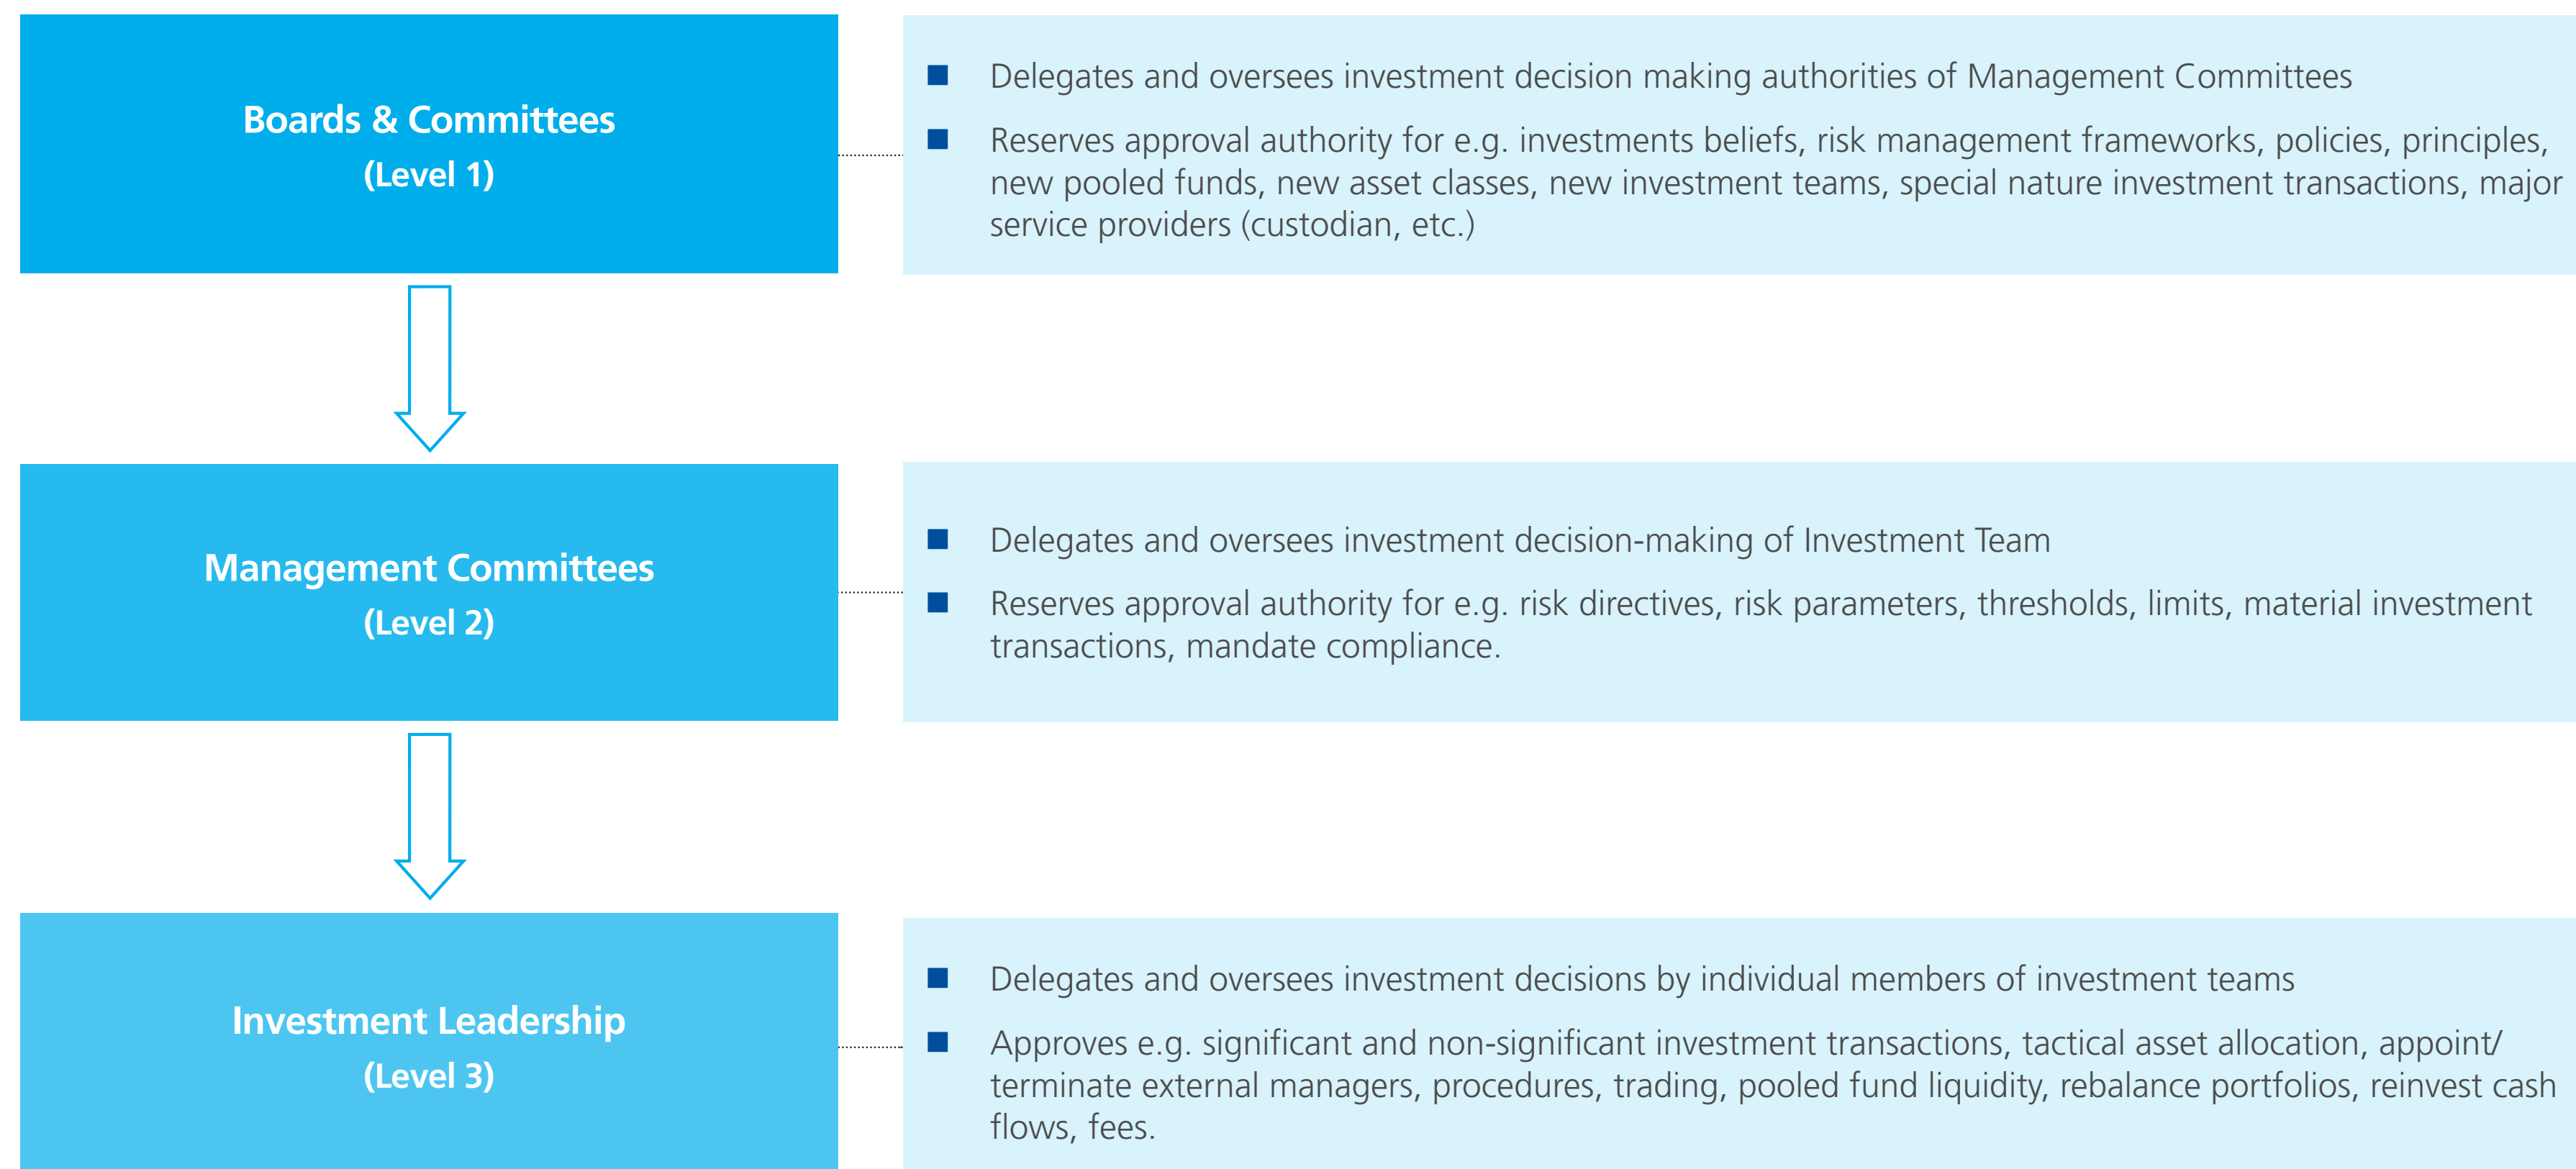 Boards & Committees
(Level 1)
■ Delegates and oversees investment decision making authorities of Management Committees
■ Reserves approval authority for e.g. investments beliefs, risk management frameworks, policies, principles,
new pooled funds, new asset classes, new investment teams, special nature investment transactions, major
service providers (custodian, etc.)
Management Committees
(Level 2)
■ Delegates and oversees investment decision-making of Investment Team
■ Reserves approval authority for e.g. risk directives, risk parameters, thresholds, limits, material investment
transactions, mandate compliance.
Investment Leadership
(Level 3)
■ Delegates and oversees investment decisions by individual members of investment teams
■ Approves e.g. significant and non-significant investment transactions, tactical asset allocation, appoint/
terminate external managers, procedures, trading, pooled fund liquidity, rebalance portfolios, reinvest cash
flows, fees.